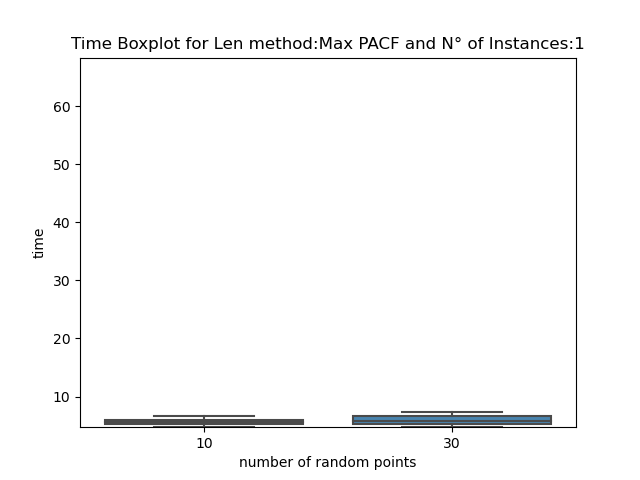 Time Boxplot for Len method:Max PACF and N° of Instances:1
60
50
40
30
20
10
time
10 30
number of random points